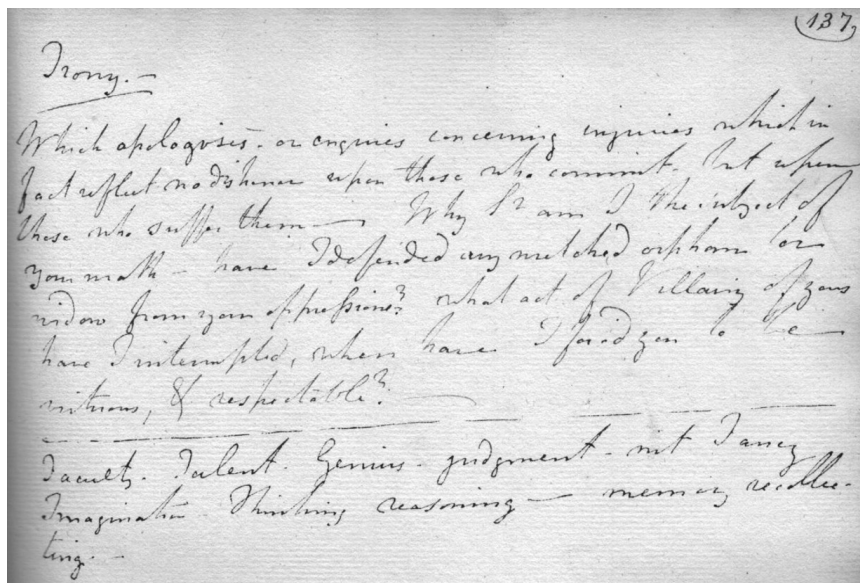 137,
Irony.—
Which apologises - or enquires concerning injuries which in
fact reflect no dishonor upon those who commit - but upon
those who suffer them — Why Sr am I the subject of
your wrath - have I defended any wretched orphan or
widow from your oppressions? what act of Villainy of yours
have I interrupted, when have I forced you to be
virtuous, & respectable? —
Faculty. Talent. Genius - judgment - wit Fancy
Imagination Thinking reasoning — memory recollec-
ting. —